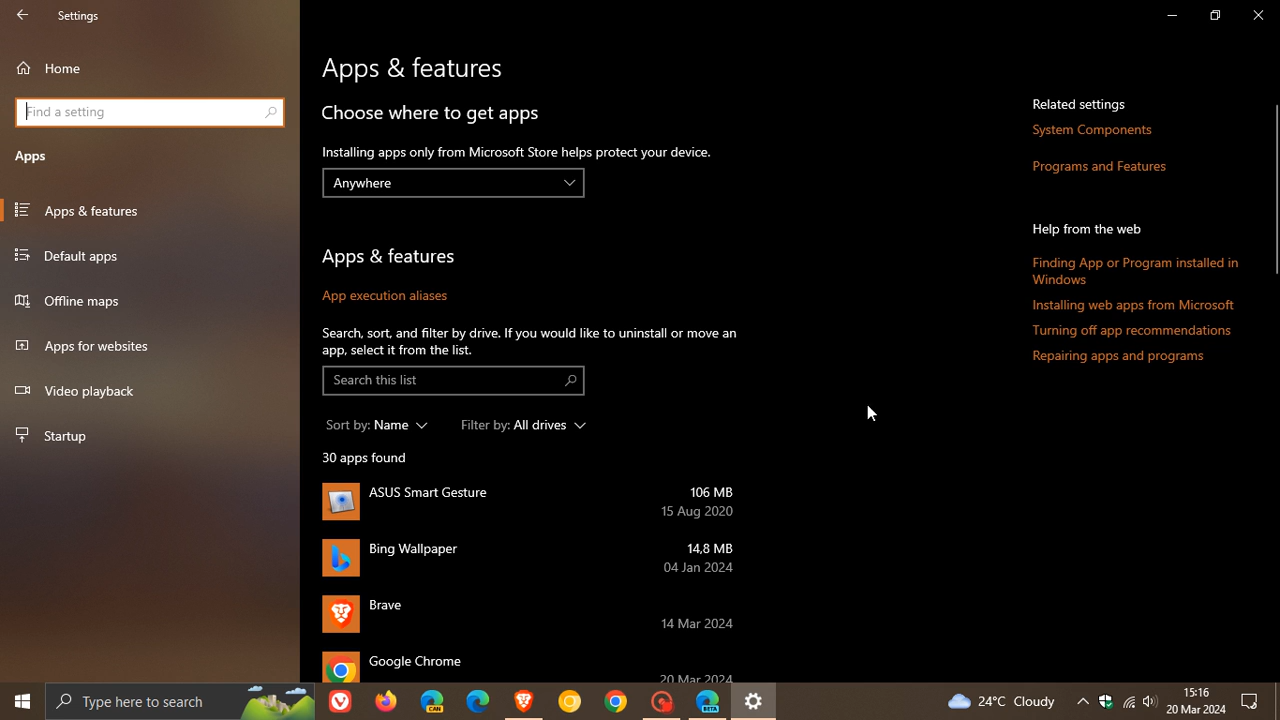 Settings
Home
Find a setting
Apps
Apps & features
Default apps
Offline maps
Apps for websites
Video playback
Startup
Apps & features
Choose where to get apps
Installing apps only from Microsoft Store helps protect your device.
Anywhere
Apps & features
App execution aliases
Search, sort, and filter by drive. If you would like to uninstall or move an
app, select it from the list.
Search this list
Sort by: Name Filter by: All drives
30 apps found
ASUS Smart Gesture 106 MB
15 Aug 2020
Bing Wallpaper 14,8 MB
04 Jan 2024
Brave
14 Mar 2024
Google Chrome
20 Mar 2024
Related settings
System Components
Programs and Features
Help from the web
Finding App or Program installed in
Windows
Installing web apps from Microsoft
Turning off app recommendations
Repairing apps and programs
Type here to search
CAN
BETA
24°C Cloudy
15:16
20 Mar 2024